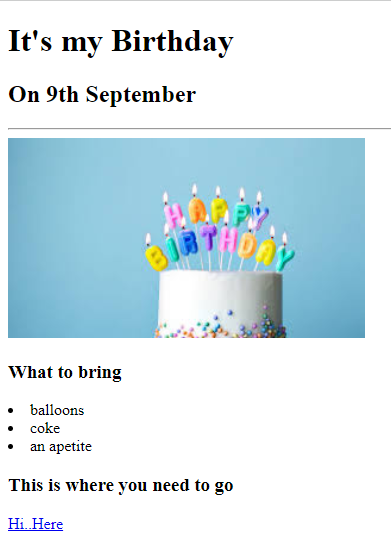 It's my Birthday
On 9th September
HAPPY
BIRTHDAY
What to bring
balloons
coke
an apetite
This is where you need to go
Hi..Here